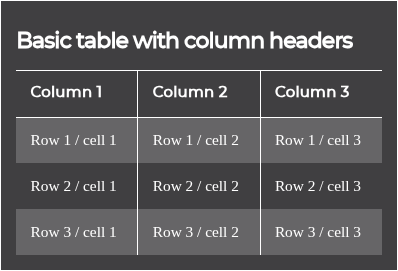 Basic table with column headers
Column 1 Column 2 Column 3
Row 1 / cell 1 Row 1 / cell 2 Row 1 / cell 3
Row 2 / cell 1 Row 2 / cell 2 Row 2 / cell 3
Row 3 / cell 1 Row 3 / cell 2 Row 3 / cell 3